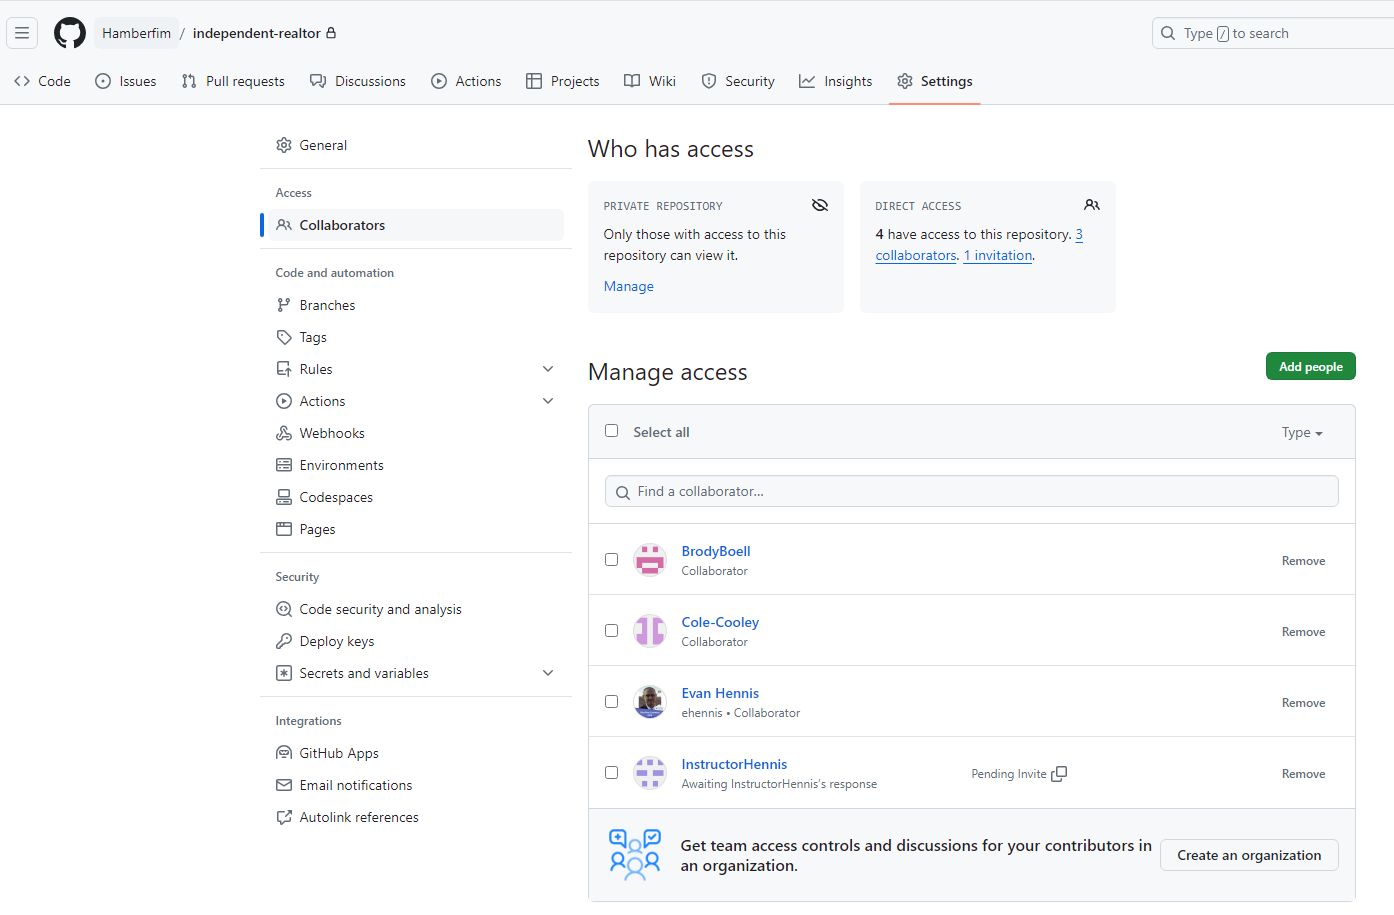 Hamberfim / independent-realtor
Type / to search
Code
Issues
Pull requests
Discussions
Actions
Projects
Wiki
Security
Insights
Settings
General
Access
Collaborators
Code and automation
Branches
Tags
Rules
Actions
Webhooks
Environments
Codespaces
Pages
Security
Code security and analysis
Deploy keys
Secrets and variables
Integrations
GitHub Apps
Email notifications
Autolink references
Who has access
PRIVATE REPOSITORY
Only those with access to this
repository can view it.
Manage
DIRECT ACCESS
4 have access to this repository. 3
collaborators. 1 invitation.
Manage access
Add people
Select all
Type
Find a collaborator...
BrodyBoell
Collaborator
Remove
Cole-Cooley
Collaborator
Remove
Evan Hennis
ehennis • Collaborator
Remove
InstructorHennis
Awaiting InstructorHennis's response
Pending Invite
Remove
Get team access controls and discussions for your contributors in
an organization.
Create an organization